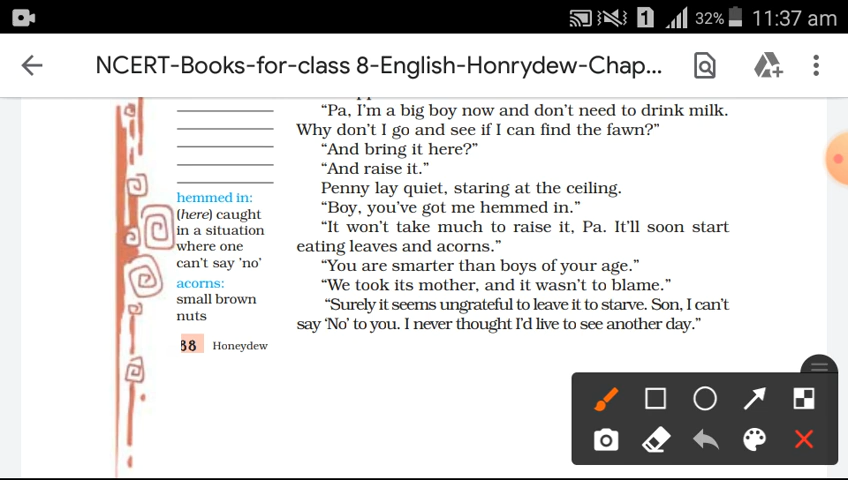 1 32% 11:37 am
NCERT-Books-for-class 8-English-Honrydew-Chap...
“Pa, I’m a big boy now and don’t need to drink milk.
Why don’t I go and see if I can find the fawn?”
“And bring it here?”
“And raise it.”
Penny lay quiet, staring at the ceiling.
“Boy, you’ve got me hemmed in.”
“It won’t take much to raise it, Pa. It’ll soon start
eating leaves and acorns.”
“You are smarter than boys of your age.”
“We took its mother, and it wasn’t to blame.”
“Surely it seems ungrateful to leave it to starve. Son, I can’t
say ‘No’ to you. I never thought I’d live to see another day.”
hemmed in:
(here) caught
in a situation
where one
can’t say ’no’
acorns:
small brown
nuts
88 Honeydew